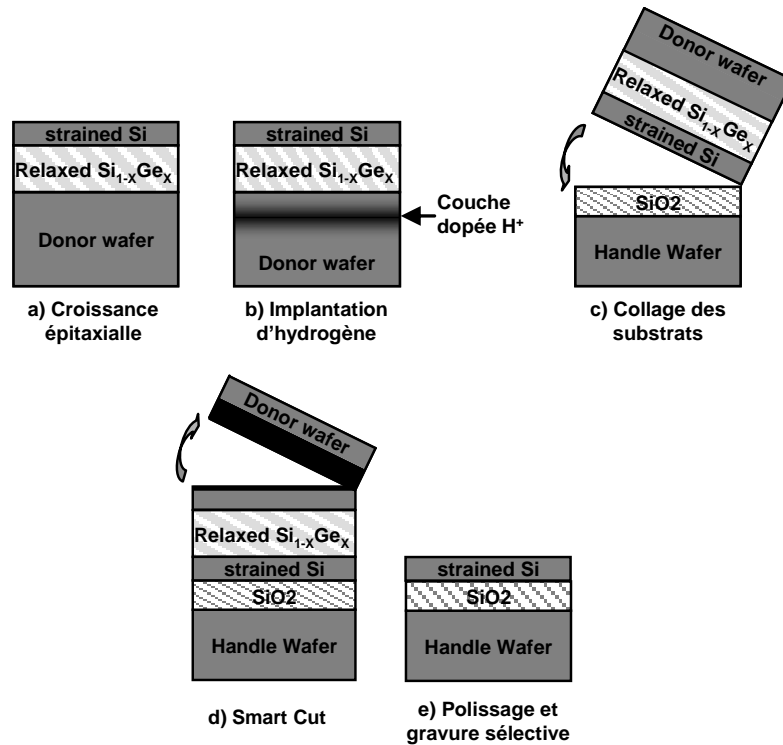 strained Si
Relaxed Si1-XGeX
Donor wafer
a) Croissance
épitaxialle
strained Si
Relaxed Si1-XGeX
Donor wafer
Couche
dopée H+
b) Implantation
d’hydrogène
Donor wafer
Relaxed Si1-XGeX
strained Si
SiO2
Handle Wafer
c) Collage des
substrats
Donor wafer
Relaxed Si1-XGeX
strained Si
SiO2
Handle Wafer
d) Smart Cut
strained Si
SiO2
Handle Wafer
e) Polissage et
gravure sélective